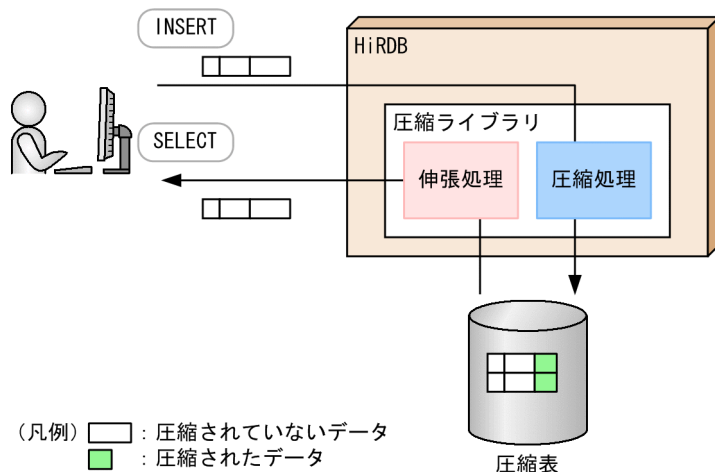 INSERT
HiRDB
圧縮ライブラリ
SELECT
伸張処理
圧縮処理
(凡例) : 圧縮されていないデータ
: 圧縮されたデータ
圧縮表